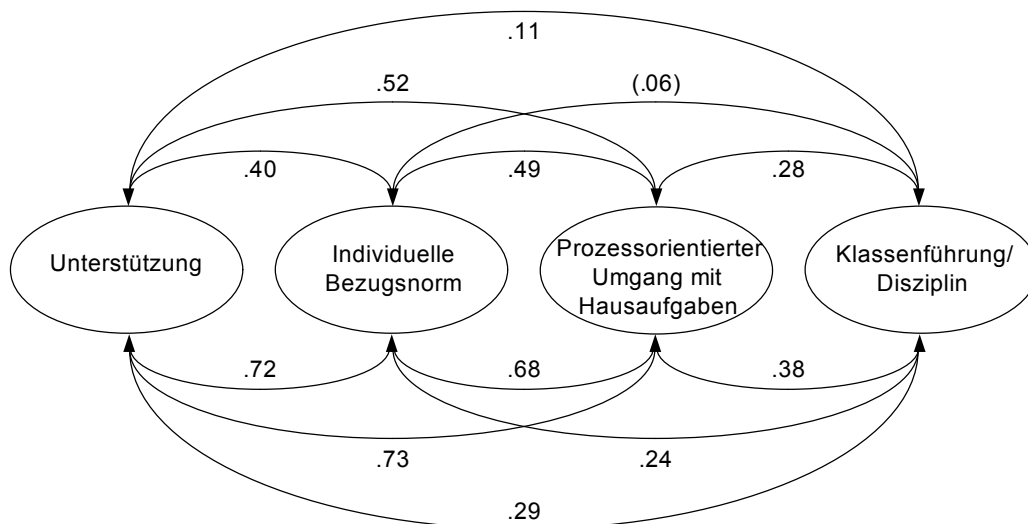 .11
.52
(.06)
.40
.49
.28
Unterstützung
Individuelle
Bezugsnorm
Prozessorientierter
Umgang mit
Hausaufgaben
Klassenführung/
Disziplin
.72
.68
.38
.73
.24
.29